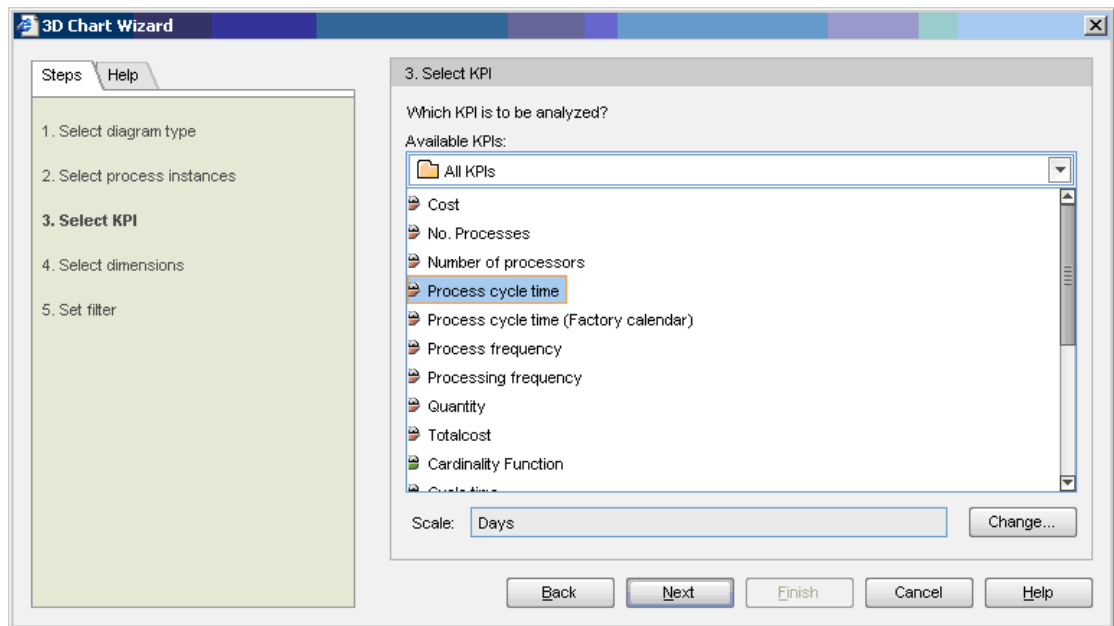 3D Chart Wizard
Steps Help
1. Select diagram type
2. Select process instances
3. Select KPI
4. Select dimensions
5. Set filter
3. Select KPI
Which KPI is to be analyzed?
Available KPIs:
All KPIs
Cost
No. Processes
Number of processors
Process cycle time
Process cycle time (Factory calendar)
Process frequency
Processing frequency
Quantity
Totalcost
Cardinality Function
Cycle time
Scale: Days Change...
Back Next Finish Cancel Help